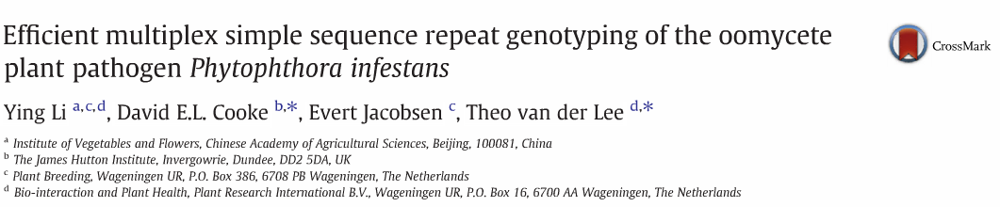 Efficient multiplex simple sequence repeat genotyping of the oomycete
plant pathogen Phytophthora infestans
CrossMark
Ying Li a,c,d, David E.L. Cooke b,*, Evert Jacobsen c, Theo van der Lee d,*
a Institute of Vegetables and Flowers, Chinese Academy of Agricultural Sciences, Beijing, 100081, China
b The James Hutton Institute, Invergowrie, Dundee, DD2 5DA, UK
c Plant Breeding, Wageningen UR, P.O. Box 386, 6708 PB Wageningen, The Netherlands
d Bio-interaction and Plant Health, Plant Research International B.V., Wageningen UR, P.O. Box 16, 6700 AA Wageningen, The Netherlands